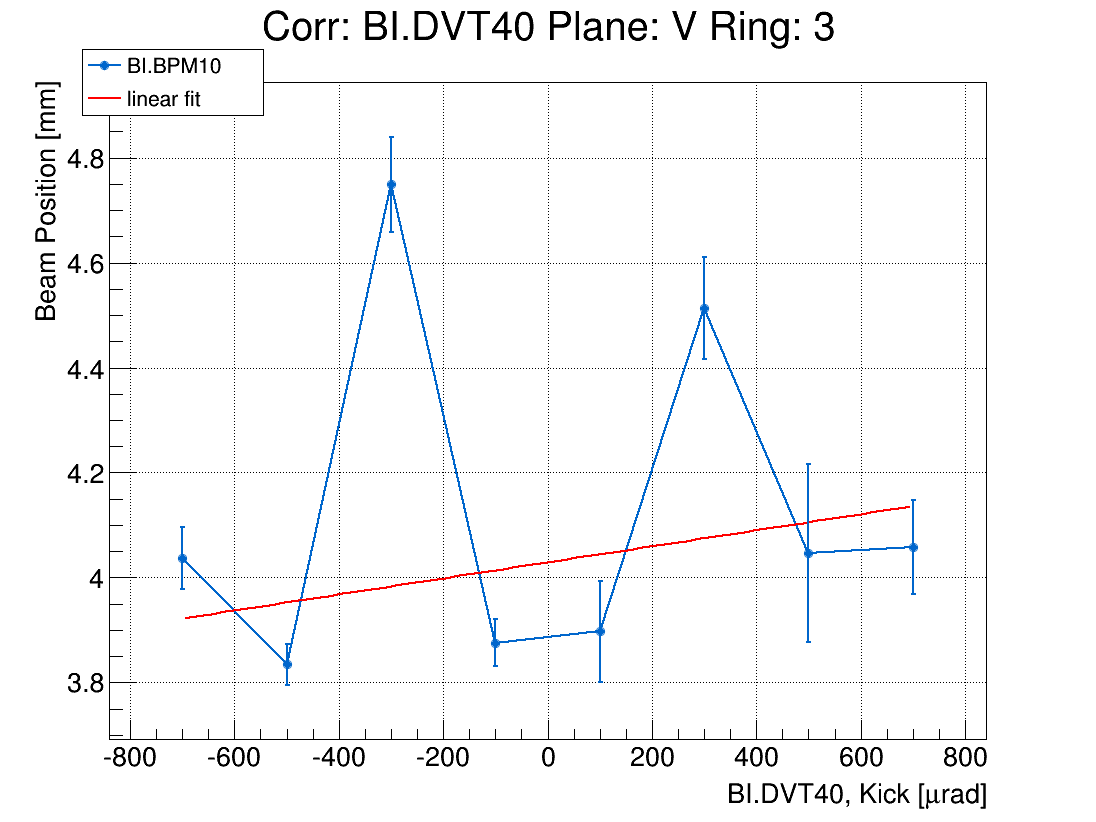 Corr: BI.DVT40 Plane: V Ring: 3
BI.BPM10
linear fit
Beam Position [mm]
4.8
4.6
4.4
4.2
4
3.8
-800 -600 -400 -200 0 200 400 600 800
BI.DVT40, Kick [μrad]